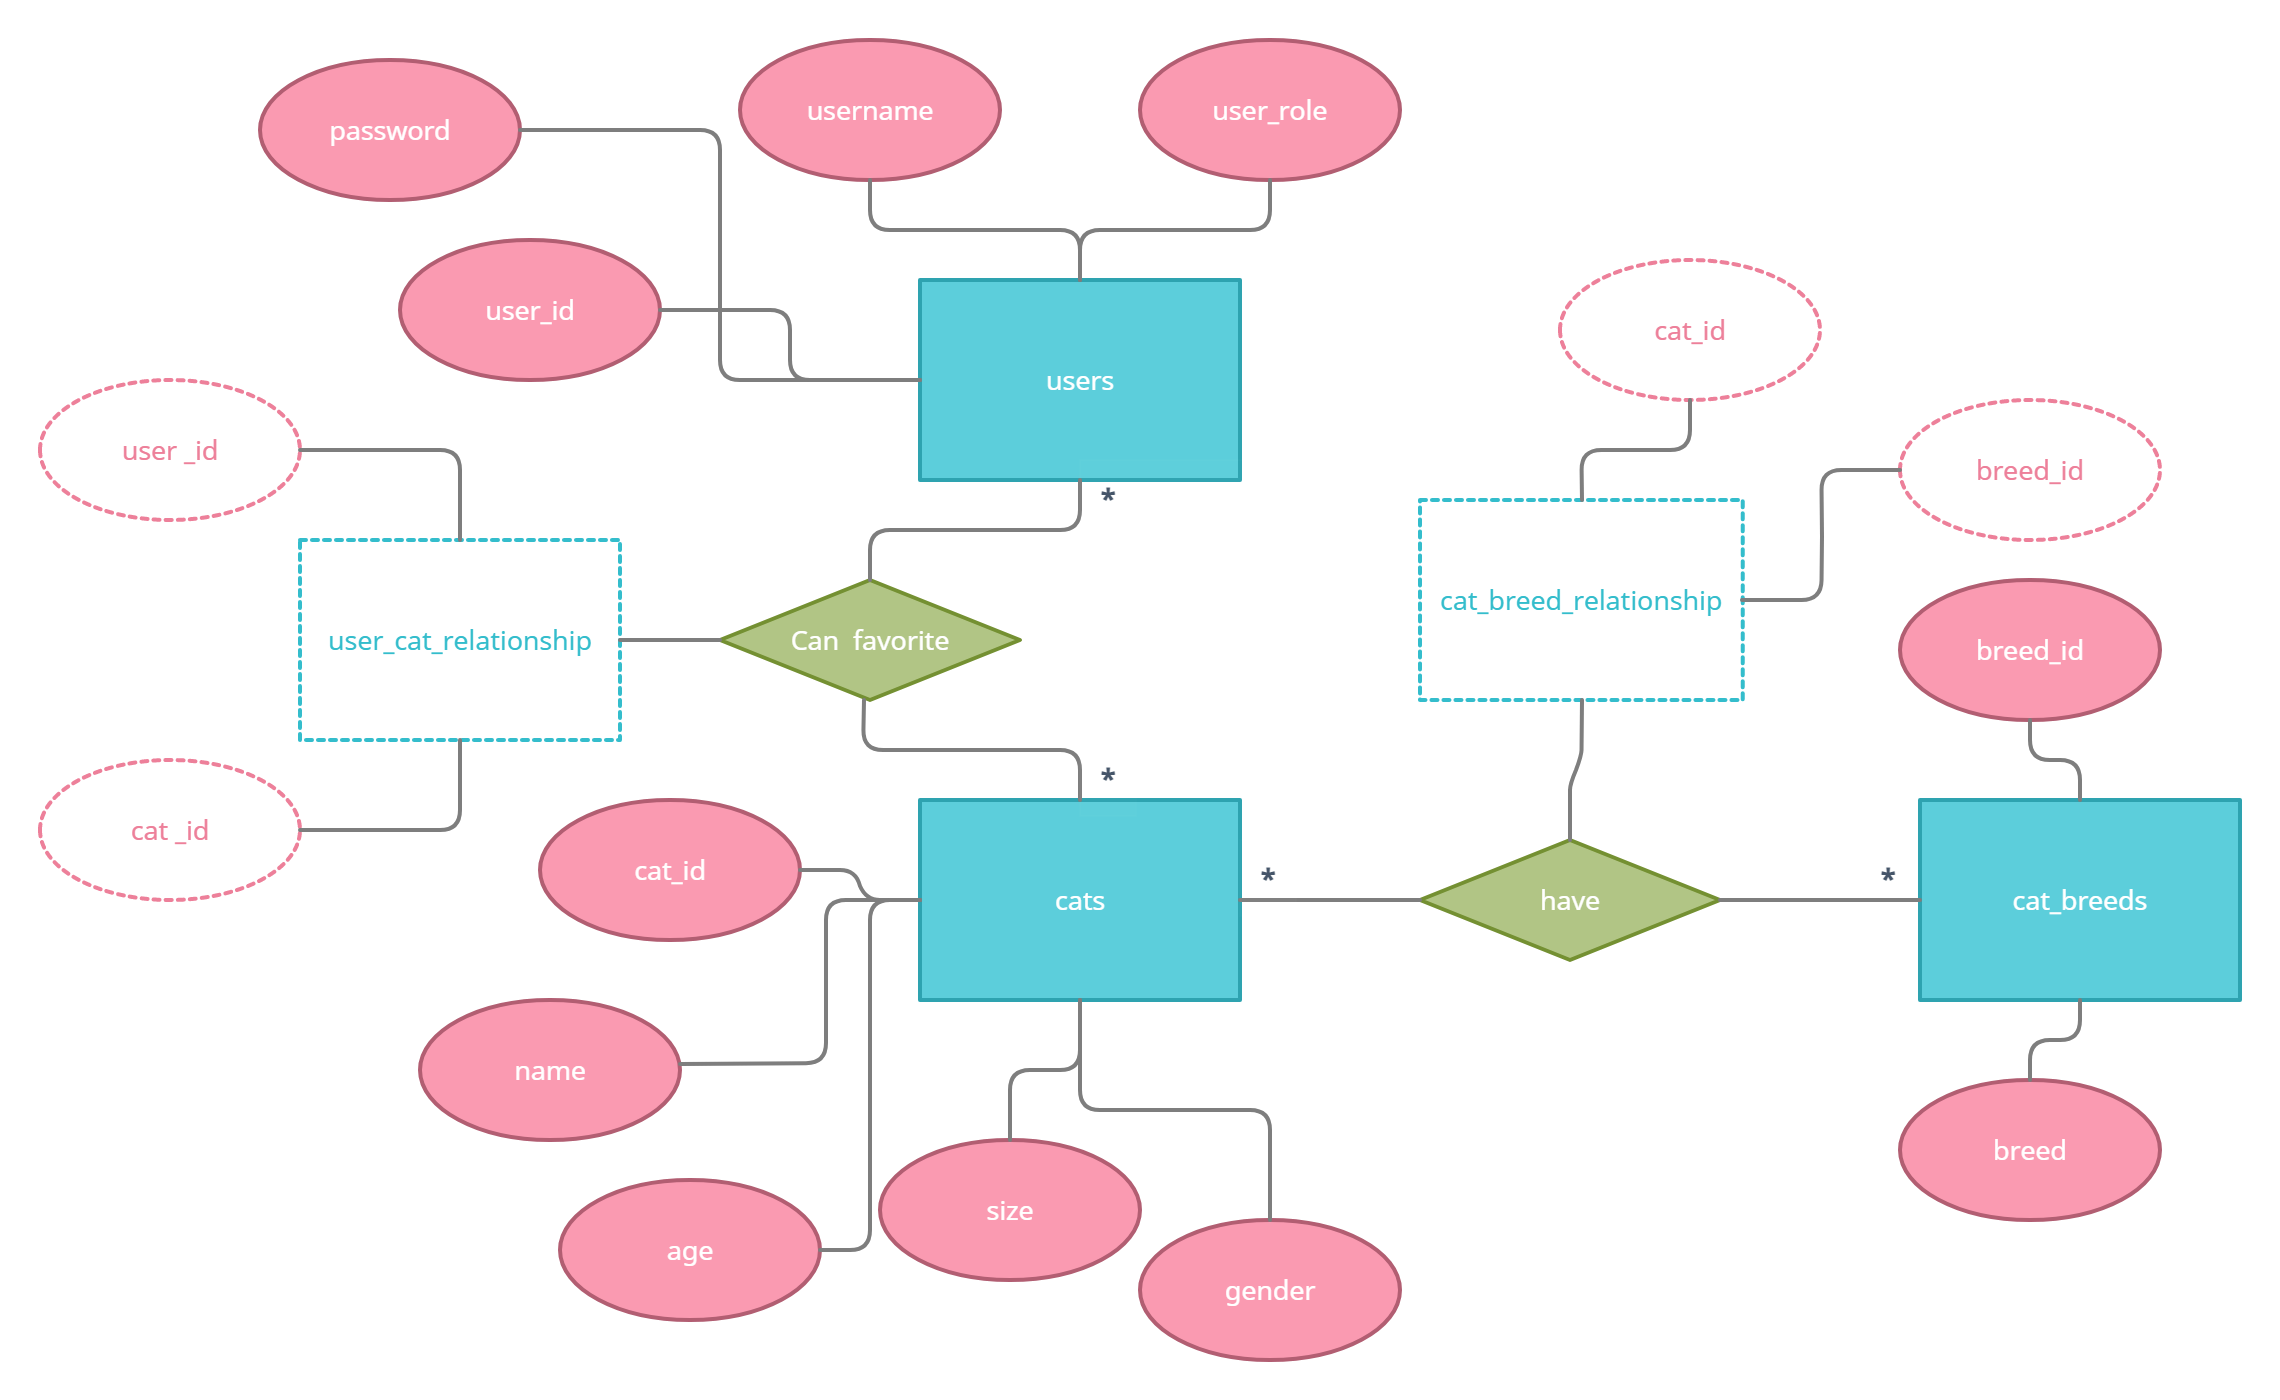 username
user_role
password
user_id
cat_id
users
user _id
breed_id
*
cat_breed_relationship
user_cat_relationship
Can  favorite
breed_id
*
cat _id
cat_id
*
*
cats
have
cat_breeds
name
breed
size
age
gender